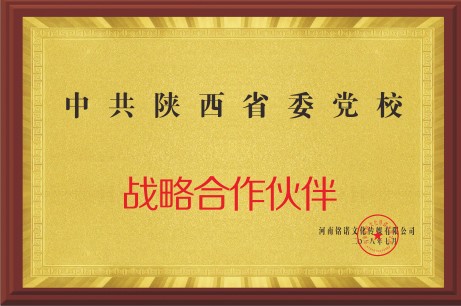 中共陕西省委党校
战略合作伙伴
河南铭诺文化传媒有限公司
二〇一八年七月